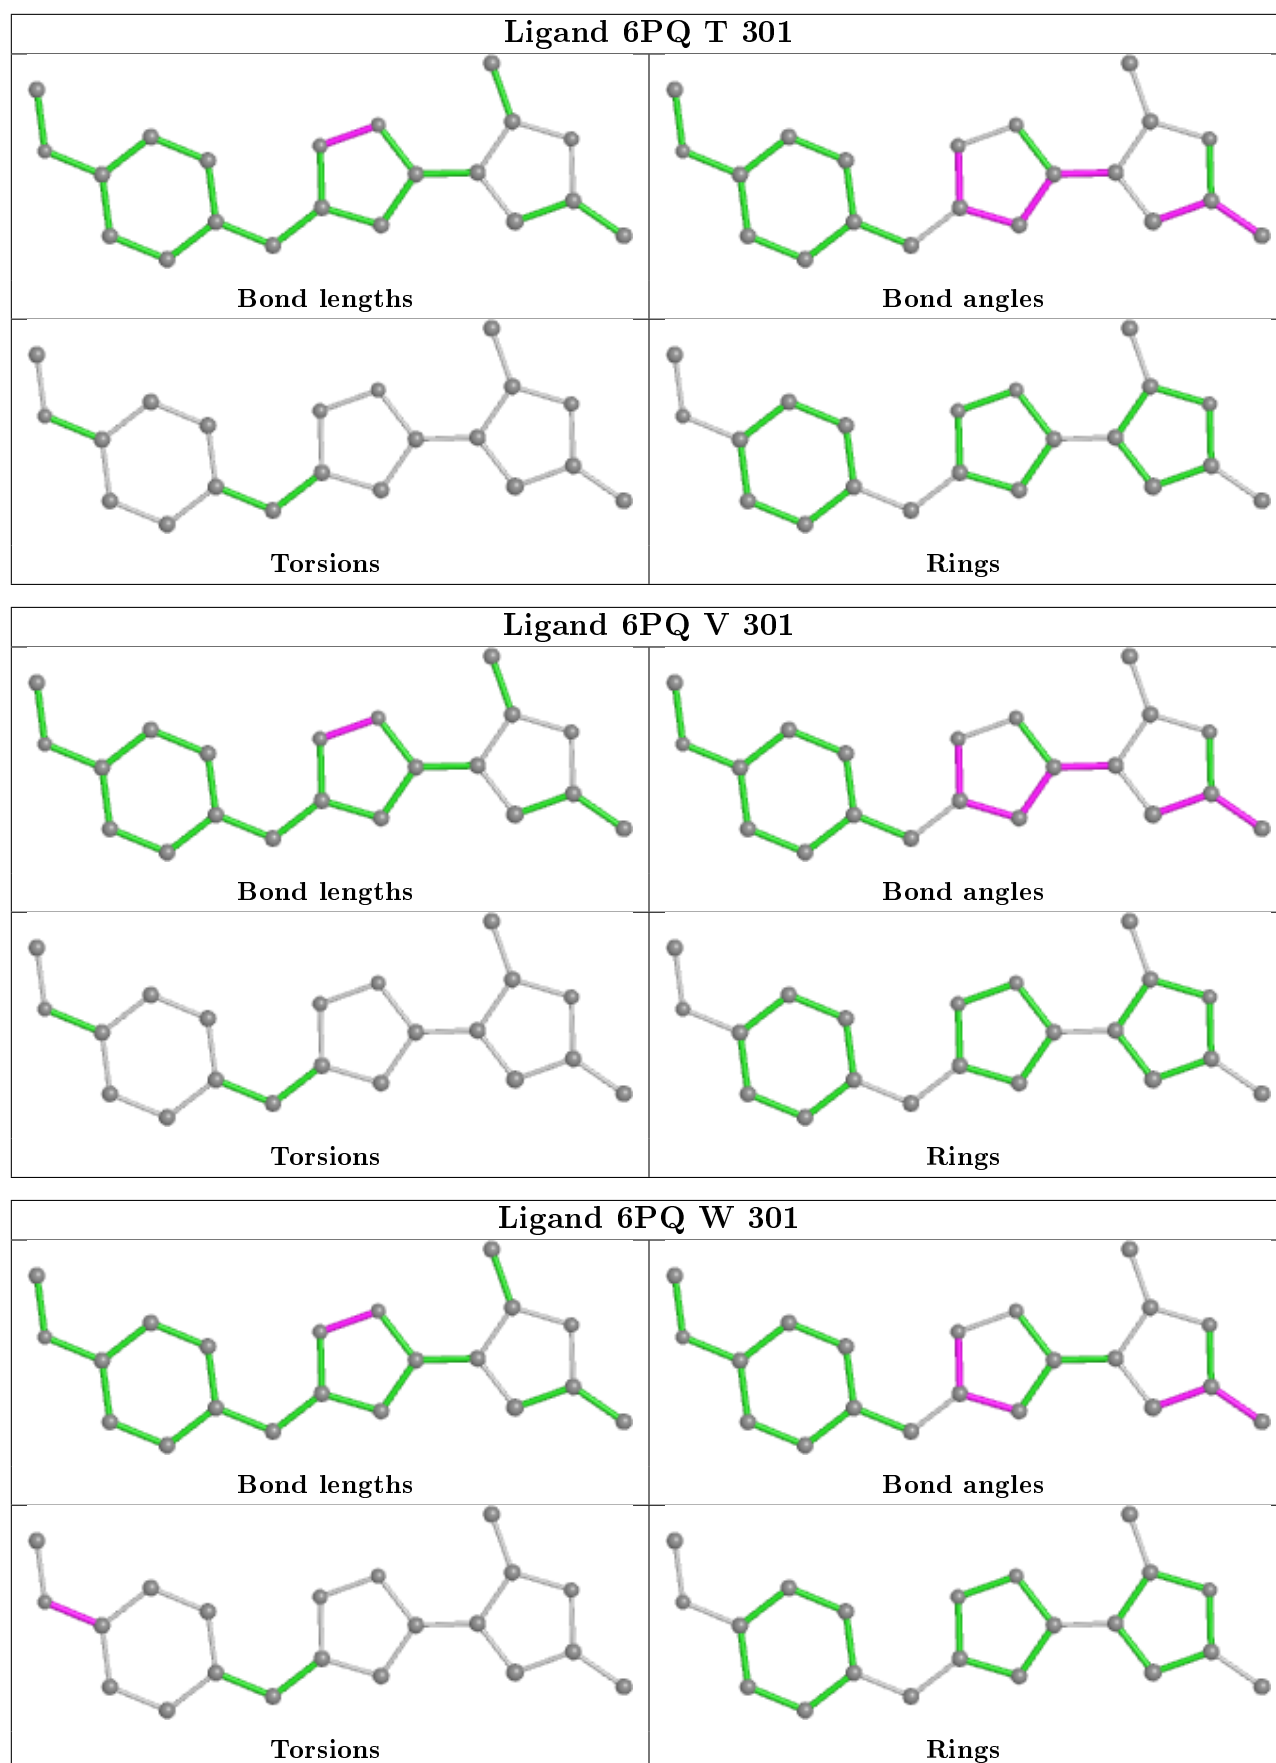 Ligand 6PQ T 301
Bond lengths
Bond angles
Torsions
Rings
Ligand 6PQ V 301
Bond lengths
Bond angles
Torsions
Rings
Ligand 6PQ W 301
Bond lengths
Bond angles
Torsions
Rings